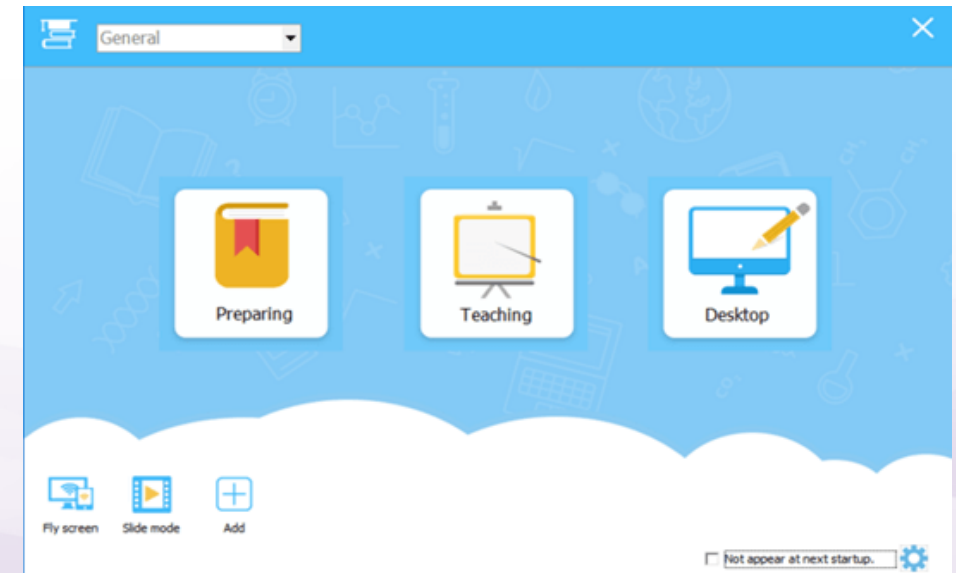 General
Preparing
Teaching
Desktop
Fly screen
Slide mode
Add
Not appear at next startup.